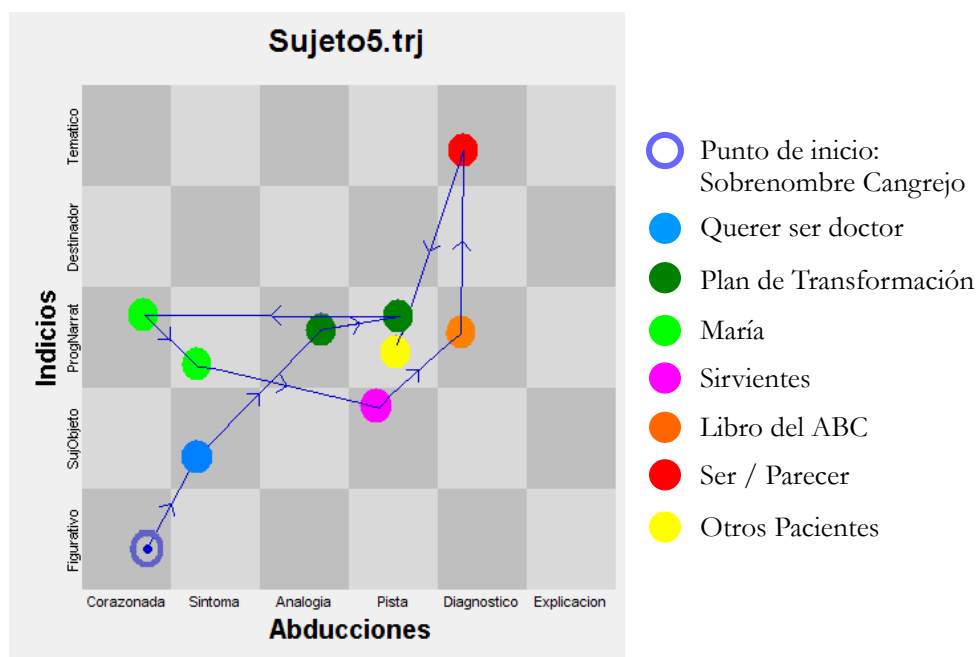 Sujeto5.trj
Indicios
Tematico
Destinador
ProgNarrat
SujObjeto
Figurativo
Corazonada
Sintoma
Analogia
Pista
Diagnostico
Explicacion
Abducciones
Punto de inicio:
Sobrenombre Cangrejo
Querer ser doctor
Plan de Transformación
María
Sirvientes
Libro del ABC
Ser / Parecer
Otros Pacientes